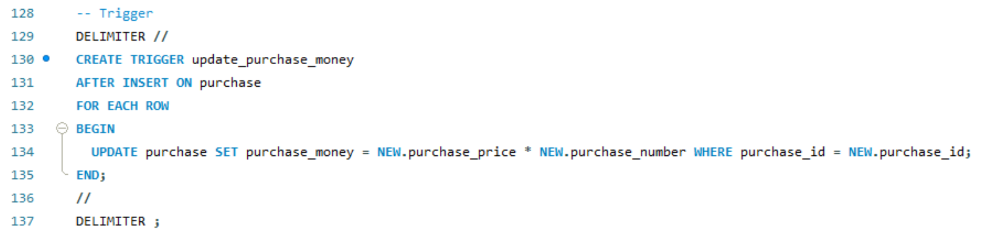 128 -- Trigger
129 DELIMITER //
130 CREATE TRIGGER update_purchase_money
131 AFTER INSERT ON purchase
132 FOR EACH ROW
133 BEGIN
134 UPDATE purchase SET purchase_money = NEW.purchase_price * NEW.purchase_number WHERE purchase_id = NEW.purchase_id;
135 END;
136 //
137 DELIMITER ;